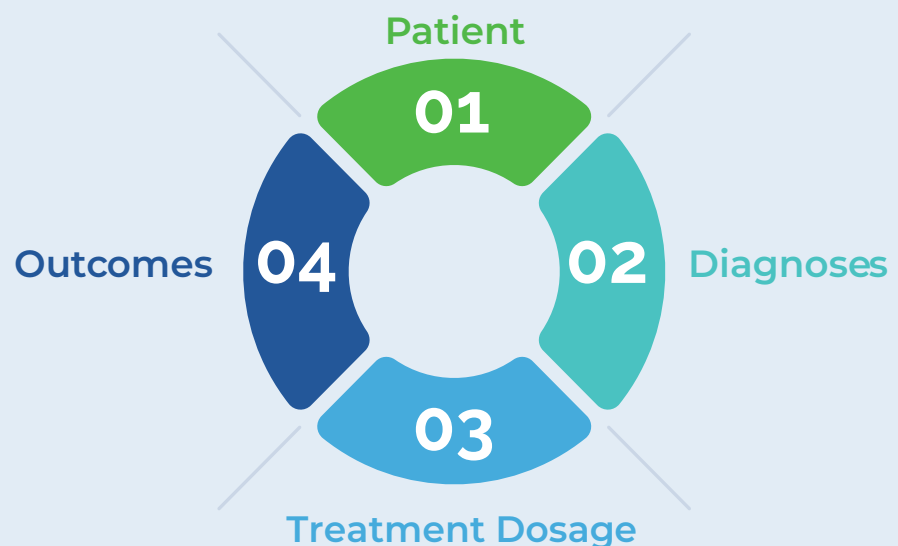 Patient
01
02
Diagnoses
03
Treatment Dosage
04
Outcomes